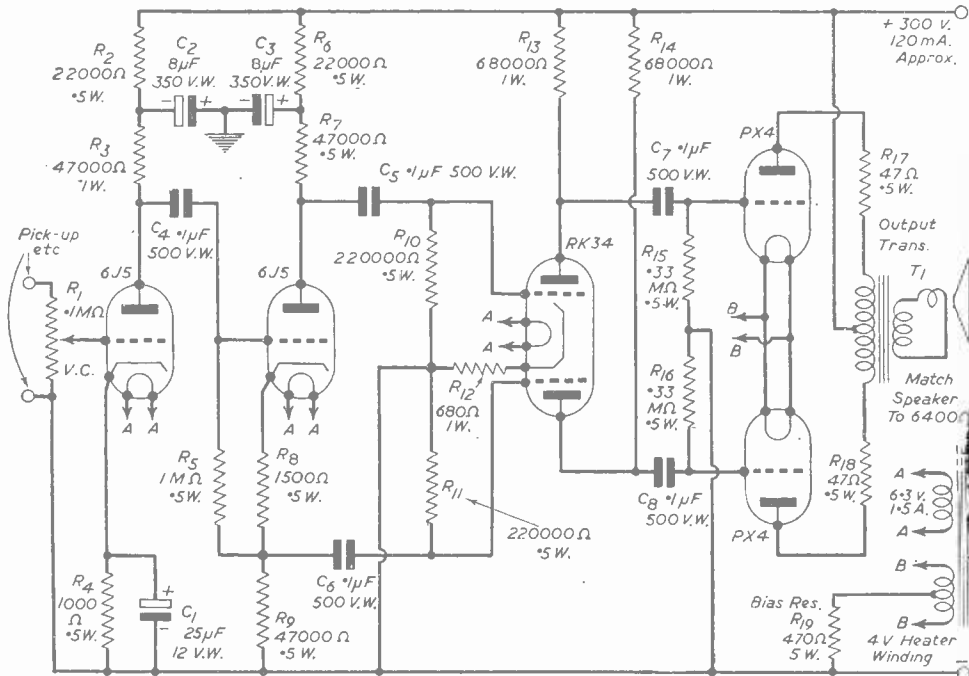 R2
22000Ω
·5W.
C2
8µF
350 V.W.
C3
8µF
350V.W.
R6
22000Ω
·5W.
R13
68000Ω
1W.
R14
68000Ω
1W.
+ 300 v.
120 mA.
Approx.
- +
- +
R3
47000Ω
1W.
R7
47000Ω
·5W.
C5 ·1µF 500 V.W.
C7 ·1µF
500 V.W.
PX4
R17
47Ω
·5W.
Pick-up
etc
C4 ·1µF
500 V.W.
6J5
6J5
R10
220000Ω
·5W.
RK34
R15
·33
MΩ
·5W.
Output
Trans.
T1
R1
·1MΩ
V.C.
A
A
B
B
A A
A A
R12
680Ω
1W.
R16
·33
MΩ
·5W.
Match
Speaker
To 6400
R5
1MΩ
·5W.
R8
1500Ω
·5W.
R11
220000Ω
·5W.
C8 ·1µF
500 V.W.
PX4
R18
47Ω
·5W.
A
6·3 v.
1·5 A.
A
R4
1000
Ω
·5W.
+
-
C1
25µF
12 V.W.
R9
47000Ω
·5W.
C6 ·1µF
500 V.W.
Bias Res.
R19
470Ω
5W.
B
B
4V Heater
Winding